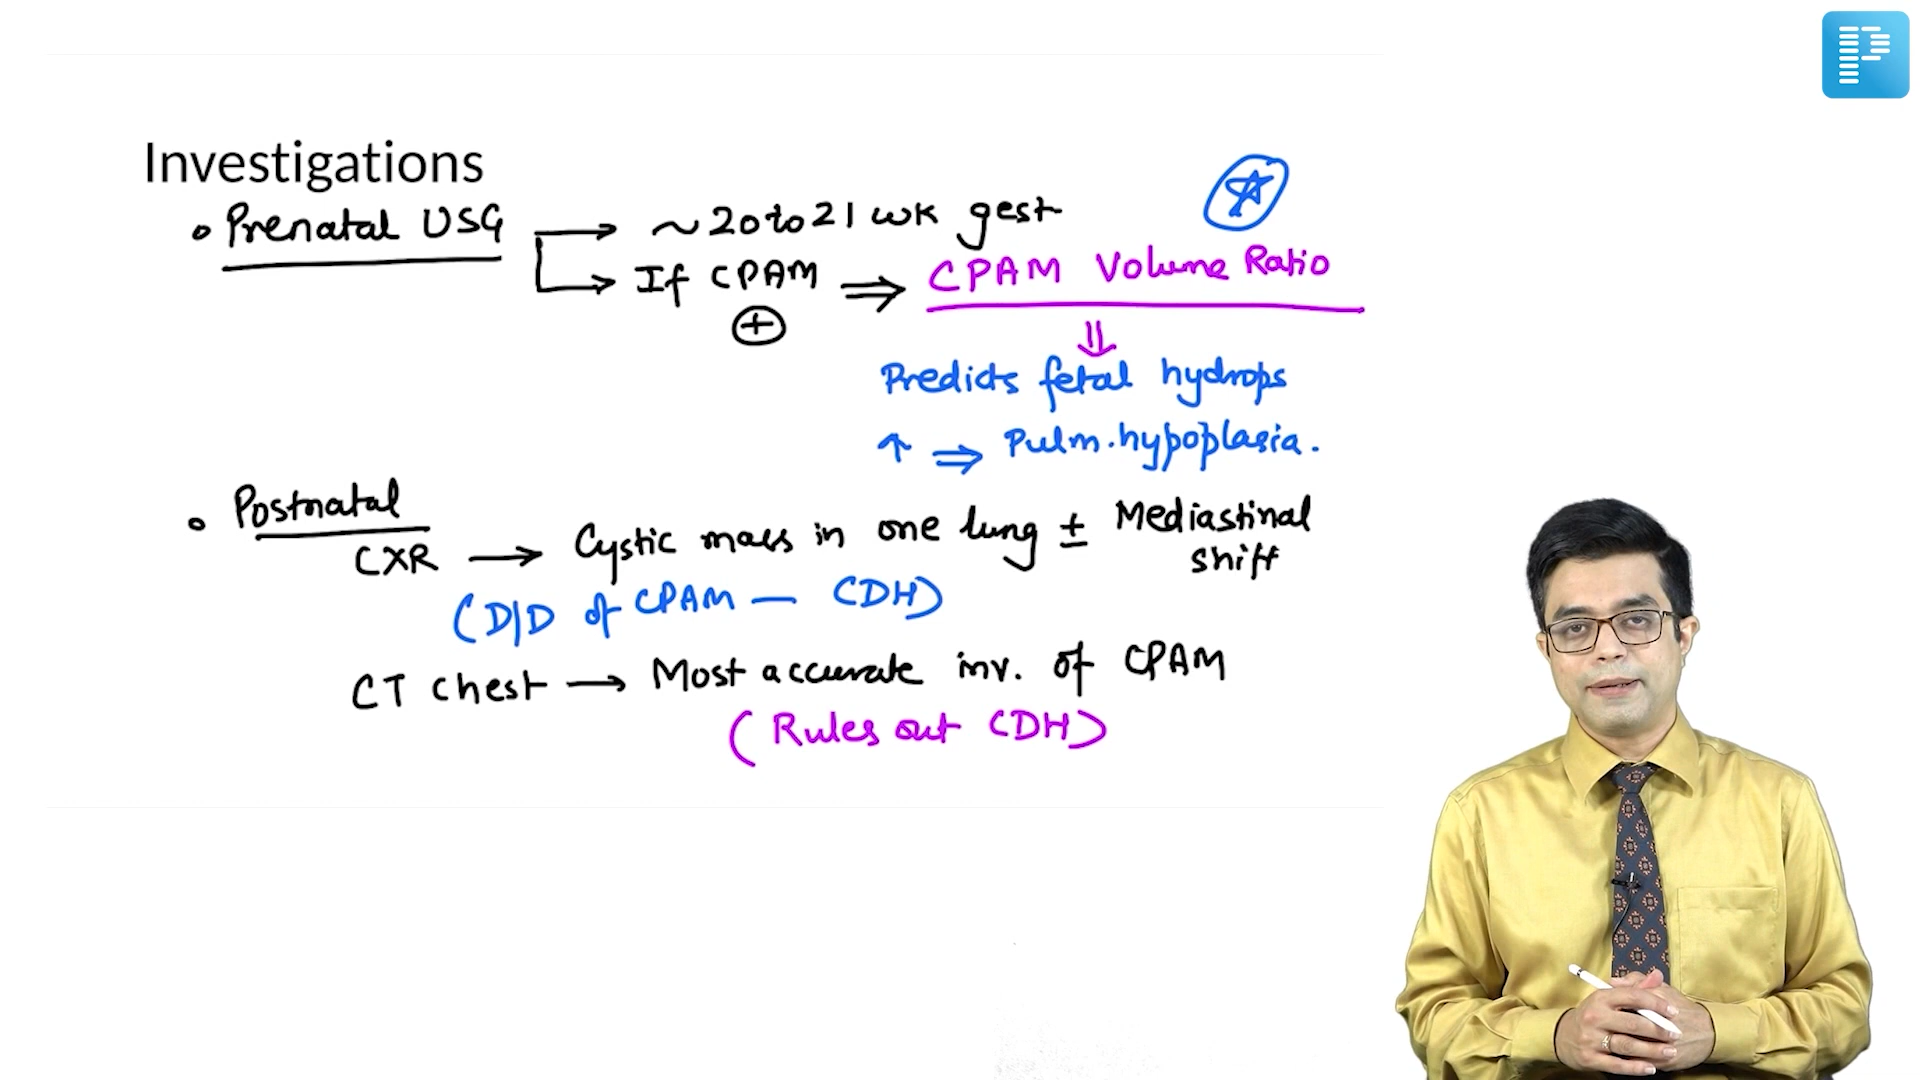 Investigations
• Prenatal USG → ~20 to 21 wk gest
→ If CPAM ⊕ ⇒ CPAM Volume Ratio
⇓
Predicts fetal hydrops
↑ ⇒ Pulm. hypoplasia.
• Postnatal
CXR → Cystic mass in one lung ± Mediastinal shift
(D/D of CPAM — CDH)
CT chest → Most accurate inv. of CPAM
(Rules out CDH)
P